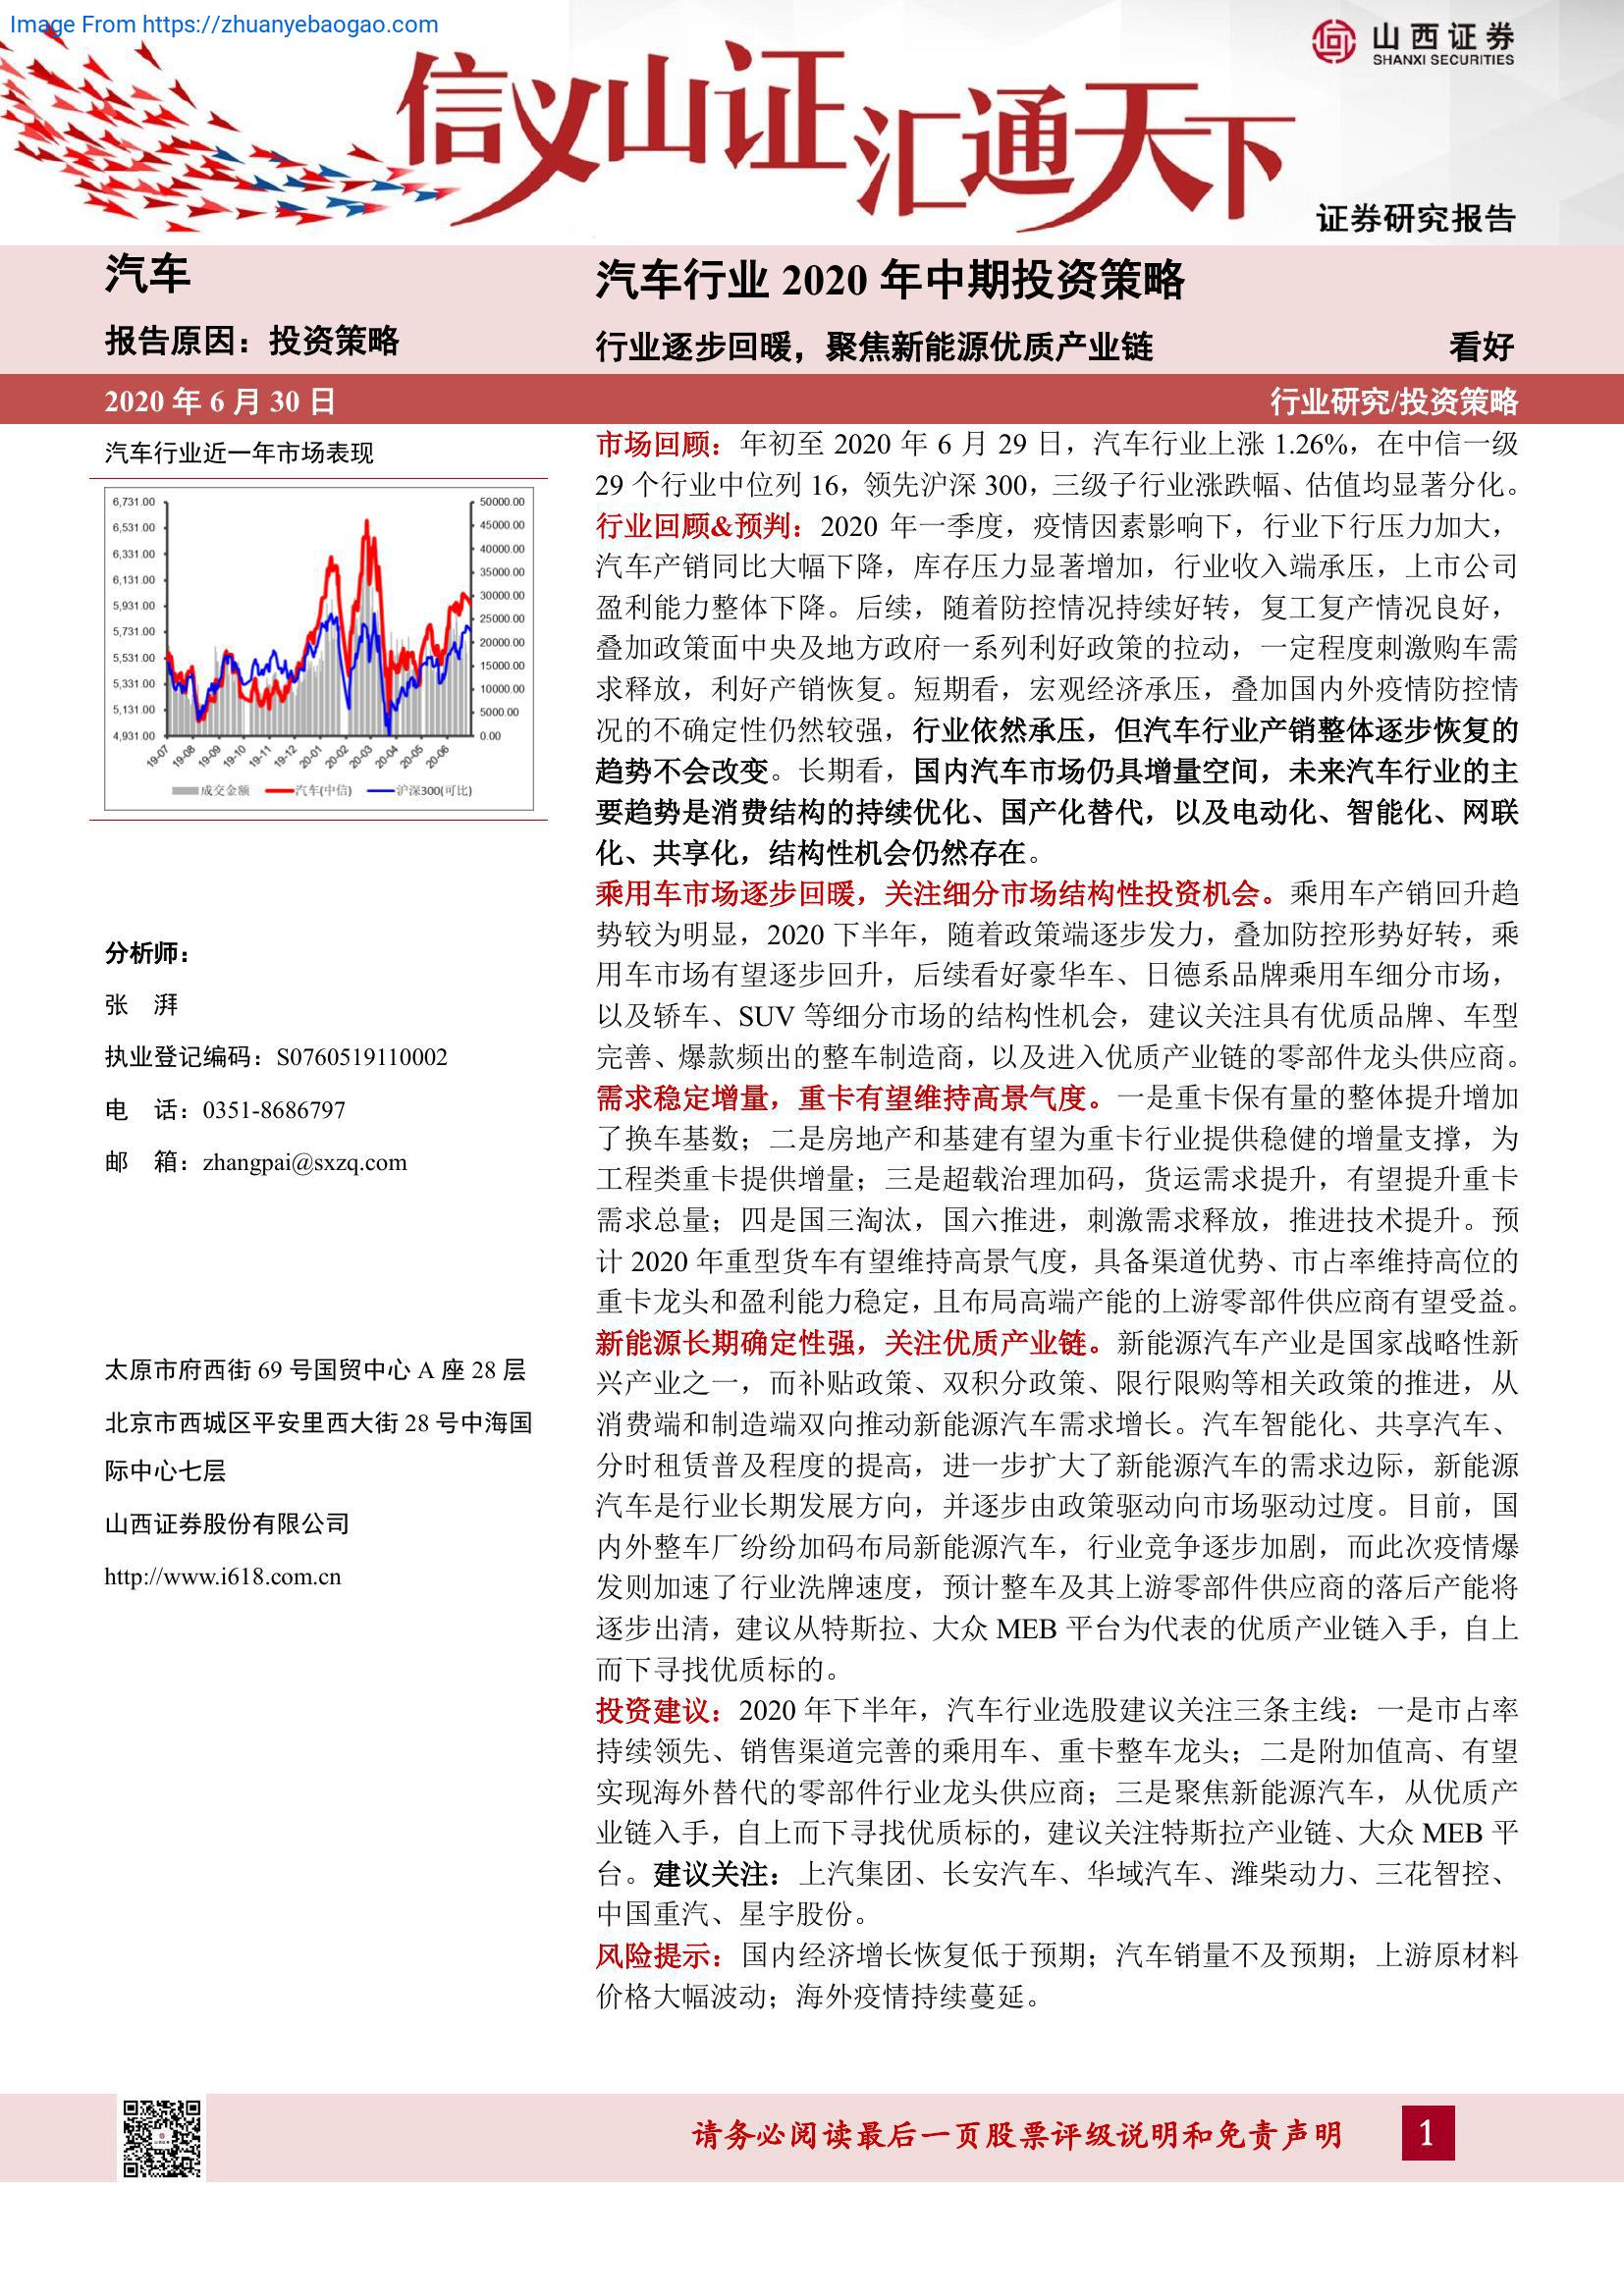 Image From https://zhuanyebaogao.com
山西证券
SHANXI SECURITIES
信义山证汇通天下
证券研究报告
汽车
报告原因：投资策略
汽车行业 2020 年中期投资策略
行业逐步回暖，聚焦新能源优质产业链 看好
2020 年 6 月 30 日
行业研究/投资策略
汽车行业近一年市场表现
6,731.00
6,531.00
6,331.00
6,131.00
5,931.00
5,731.00
5,531.00
5,331.00
5,131.00
4,931.00
50000.00
45000.00
40000.00
35000.00
30000.00
25000.00
20000.00
15000.00
10000.00
5000.00
0.00
19-07 19-08 19-09 19-10 19-11 19-12 20-01 20-02 20-03 20-04 20-05 20-06
成交金额 汽车(中信) 沪深300(可比)
分析师：
张 湃
执业登记编码：S0760519110002
电 话：0351-8686797
邮 箱：zhangpai@sxzq.com
太原市府西街 69 号国贸中心 A 座 28 层
北京市西城区平安里西大街 28 号中海国
际中心七层
山西证券股份有限公司
http://www.i618.com.cn
市场回顾：年初至 2020 年 6 月 29 日，汽车行业上涨 1.26%，在中信一级
29 个行业中位列 16，领先沪深 300，三级子行业涨跌幅、估值均显著分化。
行业回顾&预判：2020 年一季度，疫情因素影响下，行业下行压力加大，
汽车产销同比大幅下降，库存压力显著增加，行业收入端承压，上市公司
盈利能力整体下降。后续，随着防控情况持续好转，复工复产情况良好，
叠加政策面中央及地方政府一系列利好政策的拉动，一定程度刺激购车需
求释放，利好产销恢复。短期看，宏观经济承压，叠加国内外疫情防控情
况的不确定性仍然较强，行业依然承压，但汽车行业产销整体逐步恢复的
趋势不会改变。长期看，国内汽车市场仍具增量空间，未来汽车行业的主
要趋势是消费结构的持续优化、国产化替代，以及电动化、智能化、网联
化、共享化，结构性机会仍然存在。
乘用车市场逐步回暖，关注细分市场结构性投资机会。乘用车产销回升趋
势较为明显，2020 下半年，随着政策端逐步发力，叠加防控形势好转，乘
用车市场有望逐步回升，后续看好豪华车、日德系品牌乘用车细分市场，
以及轿车、SUV 等细分市场的结构性机会，建议关注具有优质品牌、车型
完善、爆款频出的整车制造商，以及进入优质产业链的零部件龙头供应商。
需求稳定增量，重卡有望维持高景气度。一是重卡保有量的整体提升增加
了换车基数；二是房地产和基建有望为重卡行业提供稳健的增量支撑，为
工程类重卡提供增量；三是超载治理加码，货运需求提升，有望提升重卡
需求总量；四是国三淘汰，国六推进，刺激需求释放，推进技术提升。预
计 2020 年重型货车有望维持高景气度，具备渠道优势、市占率维持高位的
重卡龙头和盈利能力稳定，且布局高端产能的上游零部件供应商有望受益。
新能源长期确定性强，关注优质产业链。新能源汽车产业是国家战略性新
兴产业之一，而补贴政策、双积分政策、限行限购等相关政策的推进，从
消费端和制造端双向推动新能源汽车需求增长。汽车智能化、共享汽车、
分时租赁普及程度的提高，进一步扩大了新能源汽车的需求边际，新能源
汽车是行业长期发展方向，并逐步由政策驱动向市场驱动过度。目前，国
内外整车厂纷纷加码布局新能源汽车，行业竞争逐步加剧，而此次疫情爆
发则加速了行业洗牌速度，预计整车及其上游零部件供应商的落后产能将
逐步出清，建议从特斯拉、大众 MEB 平台为代表的优质产业链入手，自上
而下寻找优质标的。
投资建议：2020 年下半年，汽车行业选股建议关注三条主线：一是市占率
持续领先、销售渠道完善的乘用车、重卡整车龙头；二是附加值高、有望
实现海外替代的零部件行业龙头供应商；三是聚焦新能源汽车，从优质产
业链入手，自上而下寻找优质标的，建议关注特斯拉产业链、大众 MEB 平
台。建议关注：上汽集团、长安汽车、华域汽车、潍柴动力、三花智控、
中国重汽、星宇股份。
风险提示：国内经济增长恢复低于预期；汽车销量不及预期；上游原材料
价格大幅波动；海外疫情持续蔓延。
请务必阅读最后一页股票评级说明和免责声明
1